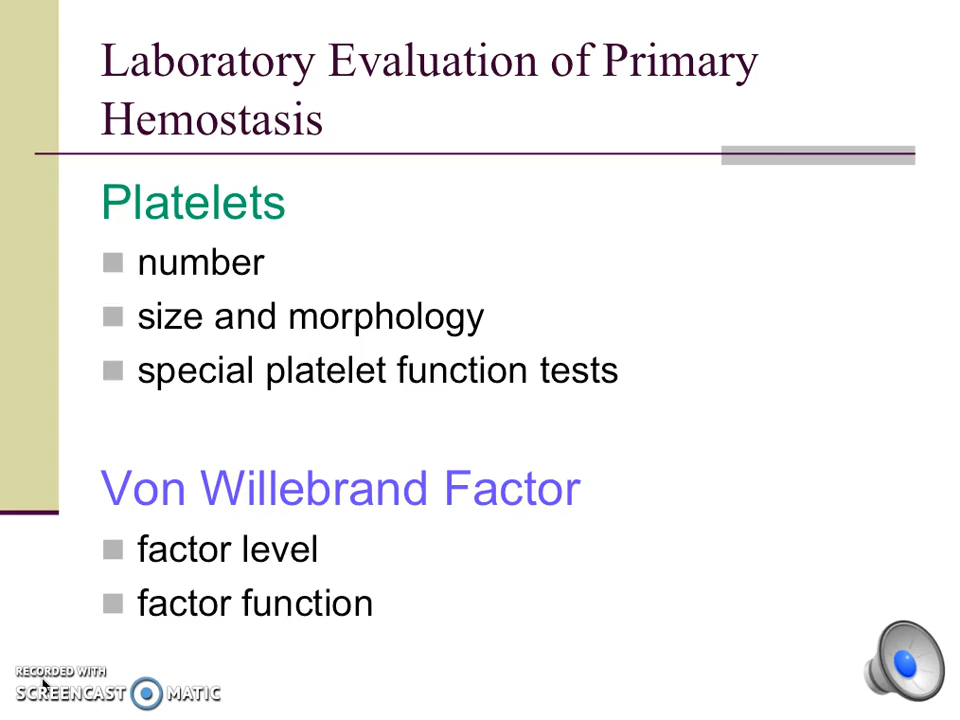 Laboratory Evaluation of Primary
Hemostasis
Platelets
number
size and morphology
special platelet function tests
Von Willebrand Factor
factor level
factor function
RECORDED WITH
SCREENCAST MATIC